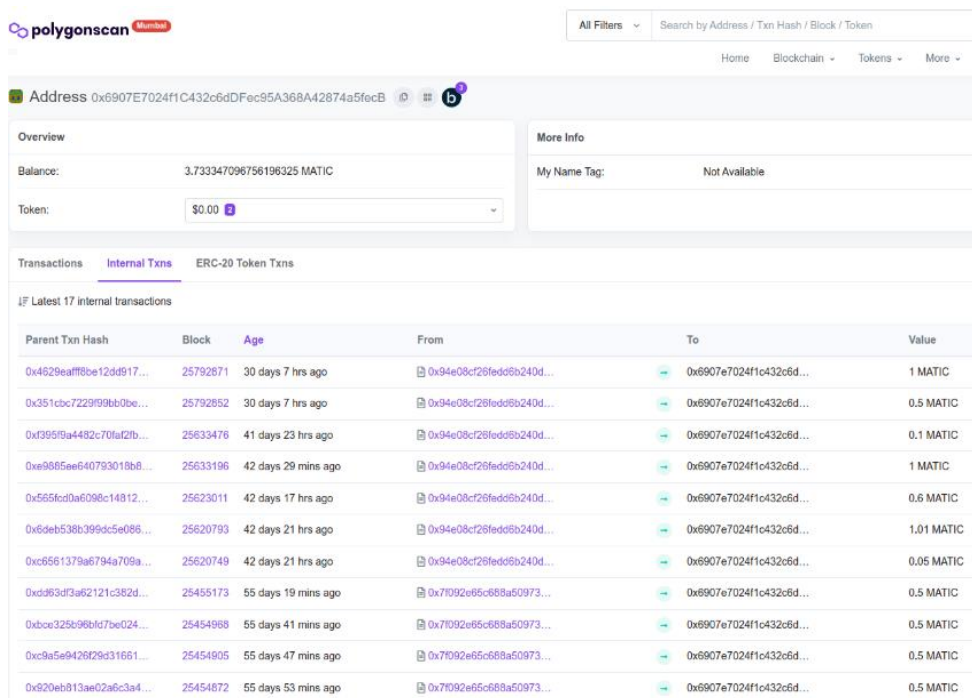 polygonscan Mumbai
All Filters Search by Address / Txn Hash / Block / Token
Home Blockchain Tokens More
Address 0x6907E7024f1C432c6dDFec95A368A42874a5fecB b 7
Overview
Balance: 3.733347096756196325 MATIC
Token: $0.00 2
More Info
My Name Tag: Not Available
Transactions Internal Txns ERC-20 Token Txns
Latest 17 internal transactions
Parent Txn Hash Block Age From To Value
0x4629eafff8be12dd917... 25792871 30 days 7 hrs ago 0x94e08cf26fedd6b240d... 0x6907e7024f1c432c6d... 1 MATIC
0x351cbc7229f99bb0be... 25792852 30 days 7 hrs ago 0x94e08cf26fedd6b240d... 0x6907e7024f1c432c6d... 0.5 MATIC
0xf395f9a4482c70faf2fb... 25633476 41 days 23 hrs ago 0x94e08cf26fedd6b240d... 0x6907e7024f1c432c6d... 0.1 MATIC
0xe9885ee640793018b8... 25633196 42 days 29 mins ago 0x94e08cf26fedd6b240d... 0x6907e7024f1c432c6d... 1 MATIC
0x565fcd0a6098c14812... 25623011 42 days 17 hrs ago 0x94e08cf26fedd6b240d... 0x6907e7024f1c432c6d... 0.6 MATIC
0x6deb538b399dc5e086... 25620793 42 days 21 hrs ago 0x94e08cf26fedd6b240d... 0x6907e7024f1c432c6d... 1.01 MATIC
0xc6561379a6794a709a... 25620749 42 days 21 hrs ago 0x94e08cf26fedd6b240d... 0x6907e7024f1c432c6d... 0.05 MATIC
0xdd63df3a62121c382d... 25455173 55 days 19 mins ago 0x7f092e65c688a50973... 0x6907e7024f1c432c6d... 0.5 MATIC
0xbce325b96bfd7be024... 25454968 55 days 41 mins ago 0x7f092e65c688a50973... 0x6907e7024f1c432c6d... 0.5 MATIC
0xc9a5e9426f29d31661... 25454905 55 days 47 mins ago 0x7f092e65c688a50973... 0x6907e7024f1c432c6d... 0.5 MATIC
0x920eb813ae02a6c3a4... 25454872 55 days 53 mins ago 0x7f092e65c688a50973... 0x6907e7024f1c432c6d... 0.5 MATIC